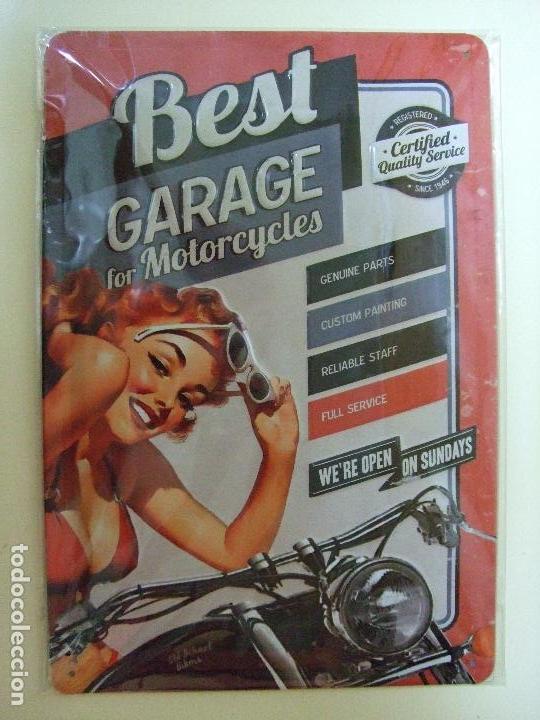 Best
GARAGE
for Motorcycles
REGISTERED
Certified
Quality Service
SINCE 1946
GENUINE PARTS
CUSTOM PAINTING
RELIABLE STAFF
FULL SERVICE
WE'RE OPEN ON SUNDAYS
todocoleccion